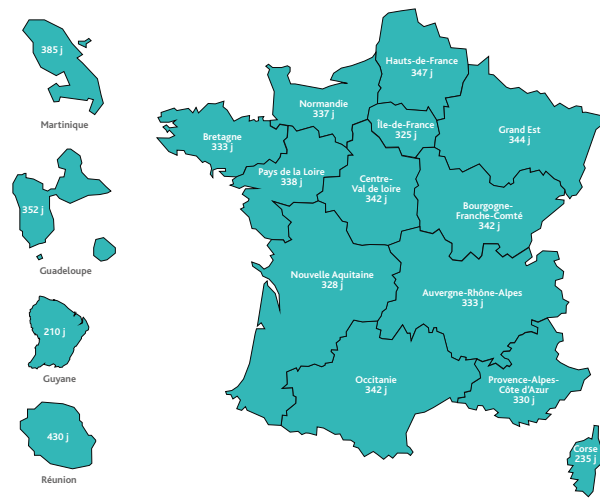 385 j
Martinique
352 j
Guadeloupe
210 j
Guyane
430 j
Réunion
Hauts-de-France
347 j
Normandie
337 j
Île-de-France
325 j
Grand Est
344 j
Bretagne
333 j
Pays de la Loire
338 j
Centre-
Val de loire
342 j
Bourgogne-
Franche-Comté
342 j
Nouvelle Aquitaine
328 j
Auvergne-Rhône-Alpes
333 j
Occitanie
342 j
Provence-Alpes-
Côte d'Azur
330 j
Corse
235 j